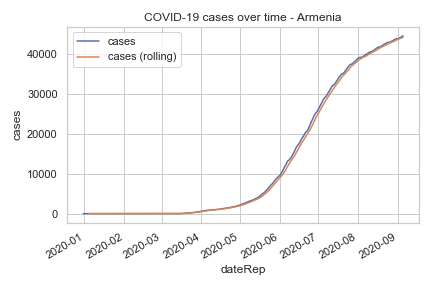 COVID-19 cases over time - Armenia
cases
cases (rolling)
40000
30000
20000
10000
0
cases
2020-01
2020-02
2020-03
2020-04
2020-05
2020-06
2020-07
2020-08
2020-09
dateRep